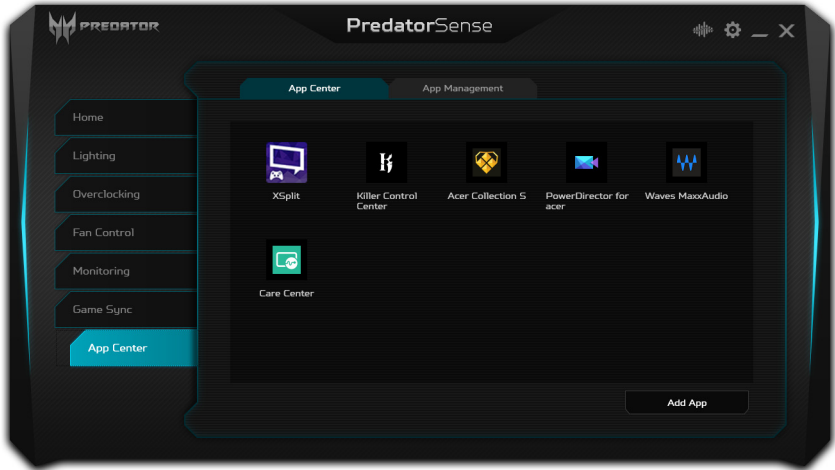 PREDATOR
PredatorSense
App Center
App Management
Home
Lighting
Overclocking
Fan Control
Monitoring
Game Sync
App Center
XSplit
Killer Control
Center
Acer Collection S
PowerDirector for
acer
Waves MaxxAudio
Care Center
Add App